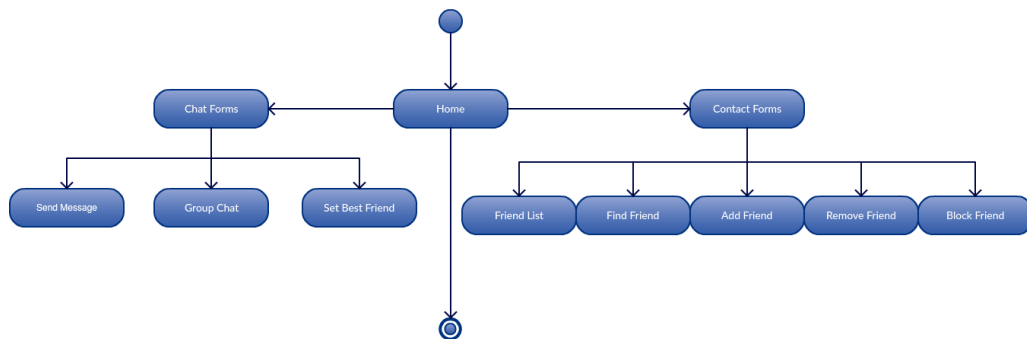 Chat Forms
Home
Contact Forms
Send Message
Group Chat
Set Best Friend
Friend List
Find Friend
Add Friend
Remove Friend
Block Friend